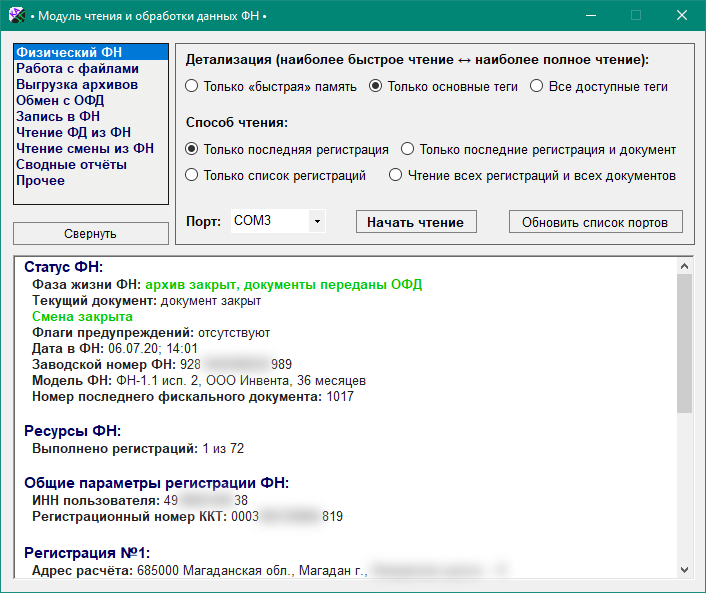 • Модуль чтения и обработки данных ФН •
Физический ФН
Работа с файлами
Выгрузка архивов
Обмен с ОФД
Запись в ФН
Чтение ФД из ФН
Чтение смены из ФН
Сводные отчёты
Прочее
Свернуть
Детализация (наиболее быстрое чтение ↔ наиболее полное чтение):
Только «быстрая» память Только основные теги Все доступные теги
Способ чтения:
Только последняя регистрация Только последние регистрация и документ
Только список регистраций Чтение всех регистраций и всех документов
Порт: COM3 Начать чтение Обновить список портов
Статус ФН:
Фаза жизни ФН: архив закрыт, документы переданы ОФД
Текущий документ: документ закрыт
Смена закрыта
Флаги предупреждений: отсутствуют
Дата в ФН: 06.07.20; 14:01
Заводской номер ФН: 928 989
Модель ФН: ФН-1.1 исп. 2, ООО Инвента, 36 месяцев
Номер последнего фискального документа: 1017
Ресурсы ФН:
Выполнено регистраций: 1 из 72
Общие параметры регистрации ФН:
ИНН пользователя: 49 38
Регистрационный номер ККТ: 0003 819
Регистрация №1:
Адрес расчёта: 685000 Магаданская обл., Магадан г.,